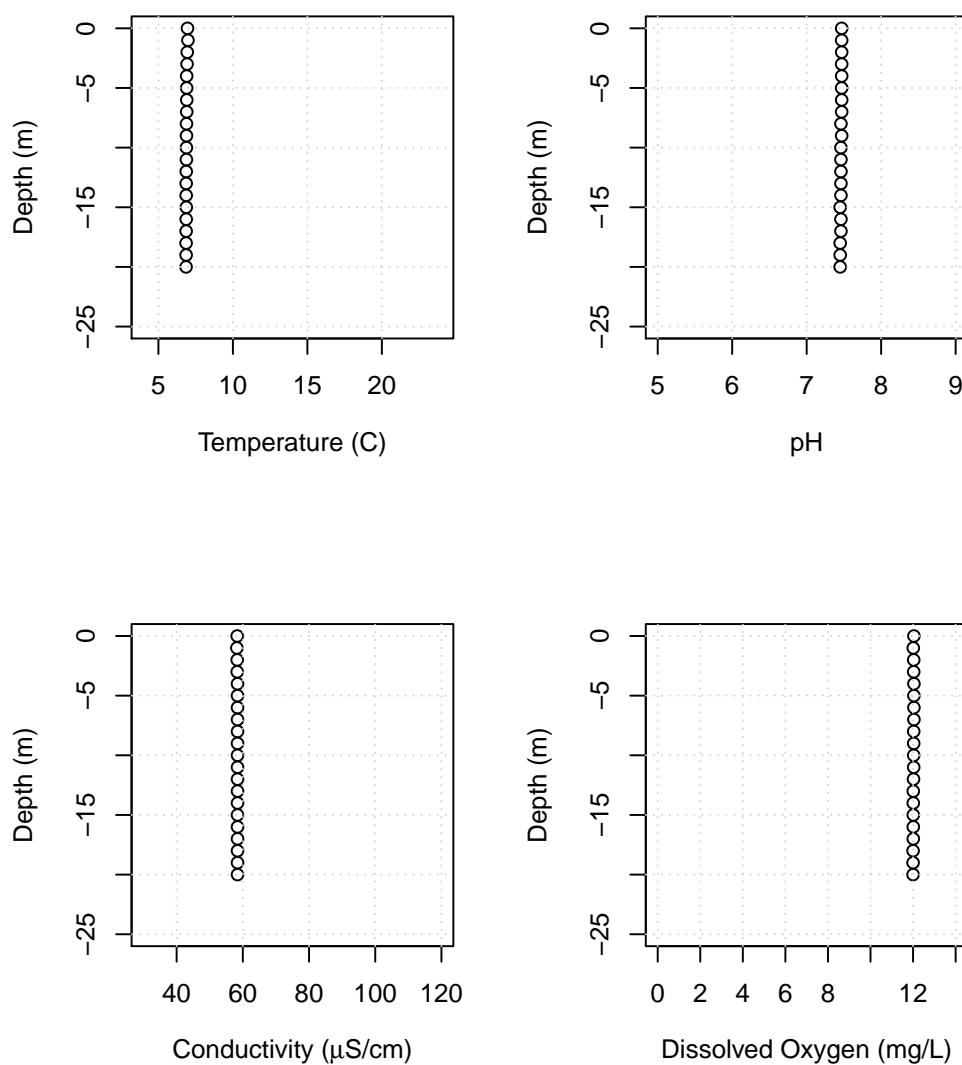 0
−5
−15
−25
Depth (m)
5 10 15 20
Temperature (C)
0
−5
−15
−25
Depth (m)
5 6 7 8 9
pH
0
−5
−15
−25
Depth (m)
40 60 80 100 120
Conductivity (μS/cm)
0
−5
−15
−25
Depth (m)
0 2 4 6 8 12
Dissolved Oxygen (mg/L)